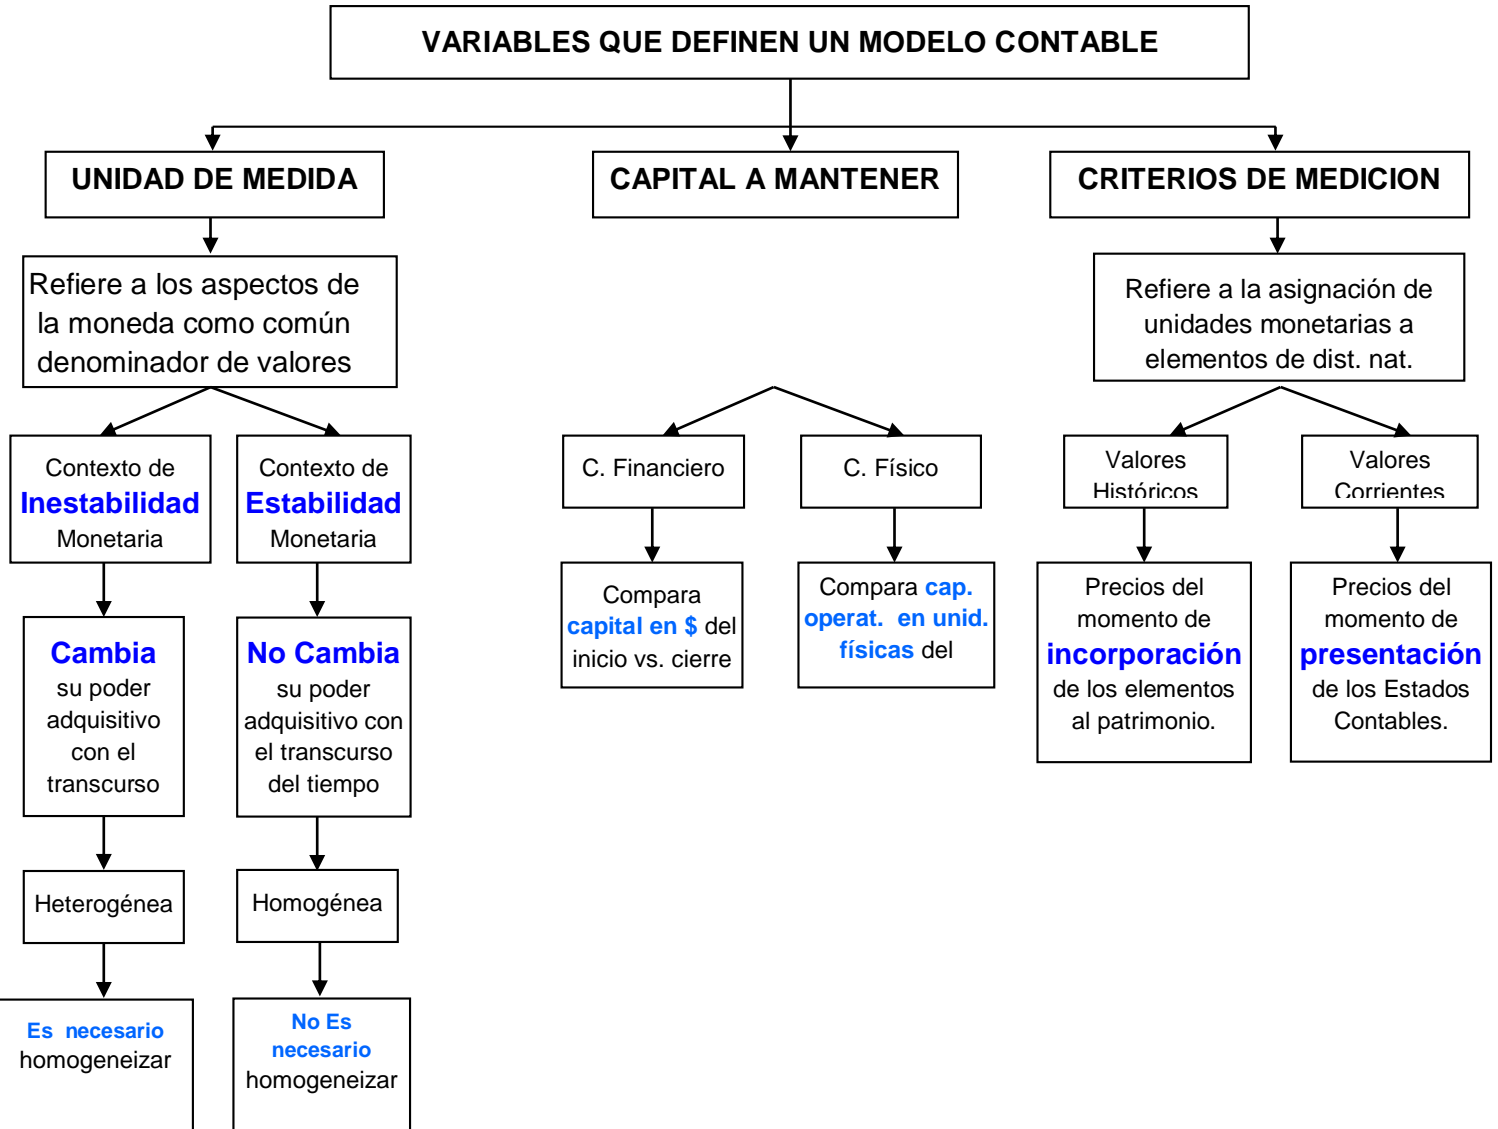 VARIABLES QUE DEFINEN UN MODELO CONTABLE
UNIDAD DE MEDIDA
CAPITAL A MANTENER
CRITERIOS DE MEDICION
Refiere a los aspectos de
la moneda como común
denominador de valores
Refiere a la asignación de
unidades monetarias a
elementos de dist. nat.
Contexto de
Inestabilidad
Monetaria
Contexto de
Estabilidad
Monetaria
C. Financiero
C. Físico
Valores
Históricos
Valores
Corrientes
Cambia
su poder
adquisitivo
con el
transcurso
No Cambia
su poder
adquisitivo con
el transcurso
del tiempo
Compara
capital en $ del
inicio vs. cierre
Compara cap.
operat. en unid.
físicas del
Precios del
momento de
incorporación
de los elementos
al patrimonio.
Precios del
momento de
presentación
de los Estados
Contables.
Heterogénea
Homogénea
Es necesario
homogeneizar
No Es
necesario
homogeneizar